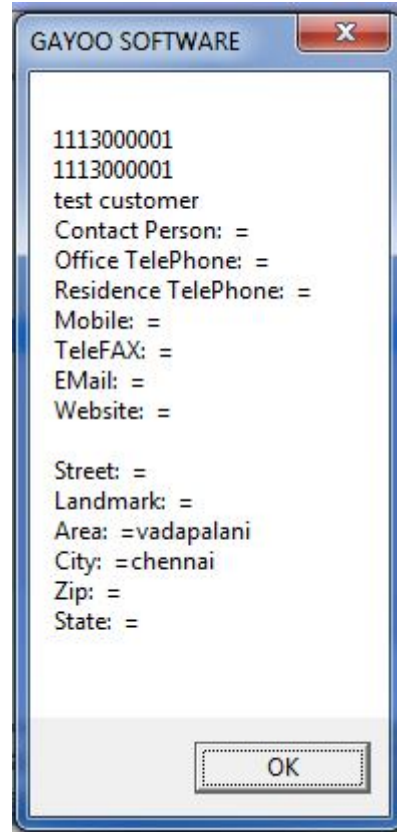 GAYOO SOFTWARE
1113000001
1113000001
test customer
Contact Person:  =
Office TelePhone:  =
Residence TelePhone:  =
Mobile:  =
TeleFAX:  =
EMail:  =
Website:  =
Street:  =
Landmark:  =
Area:  =vadapalani
City:  =chennai
Zip:  =
State:  =
OK